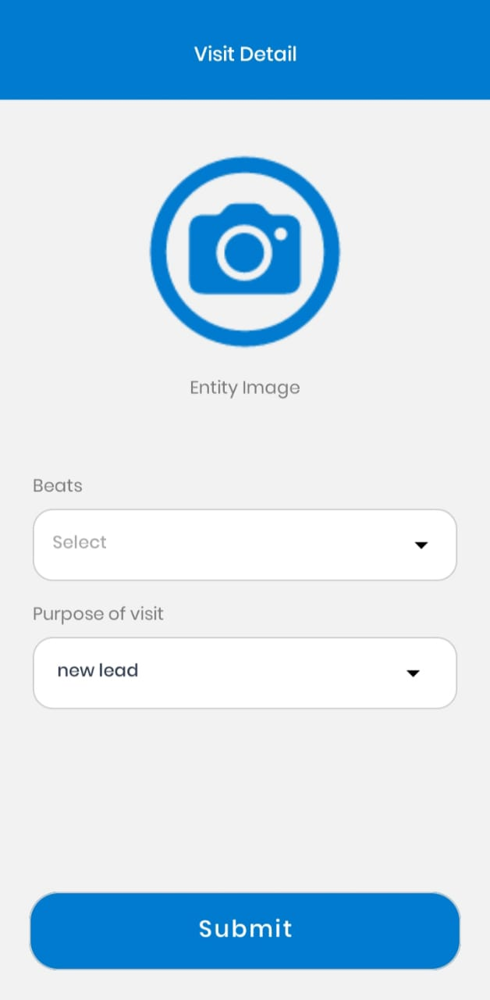 Visit Detail
Entity Image
Beats
Select
Purpose of visit
new lead
Submit